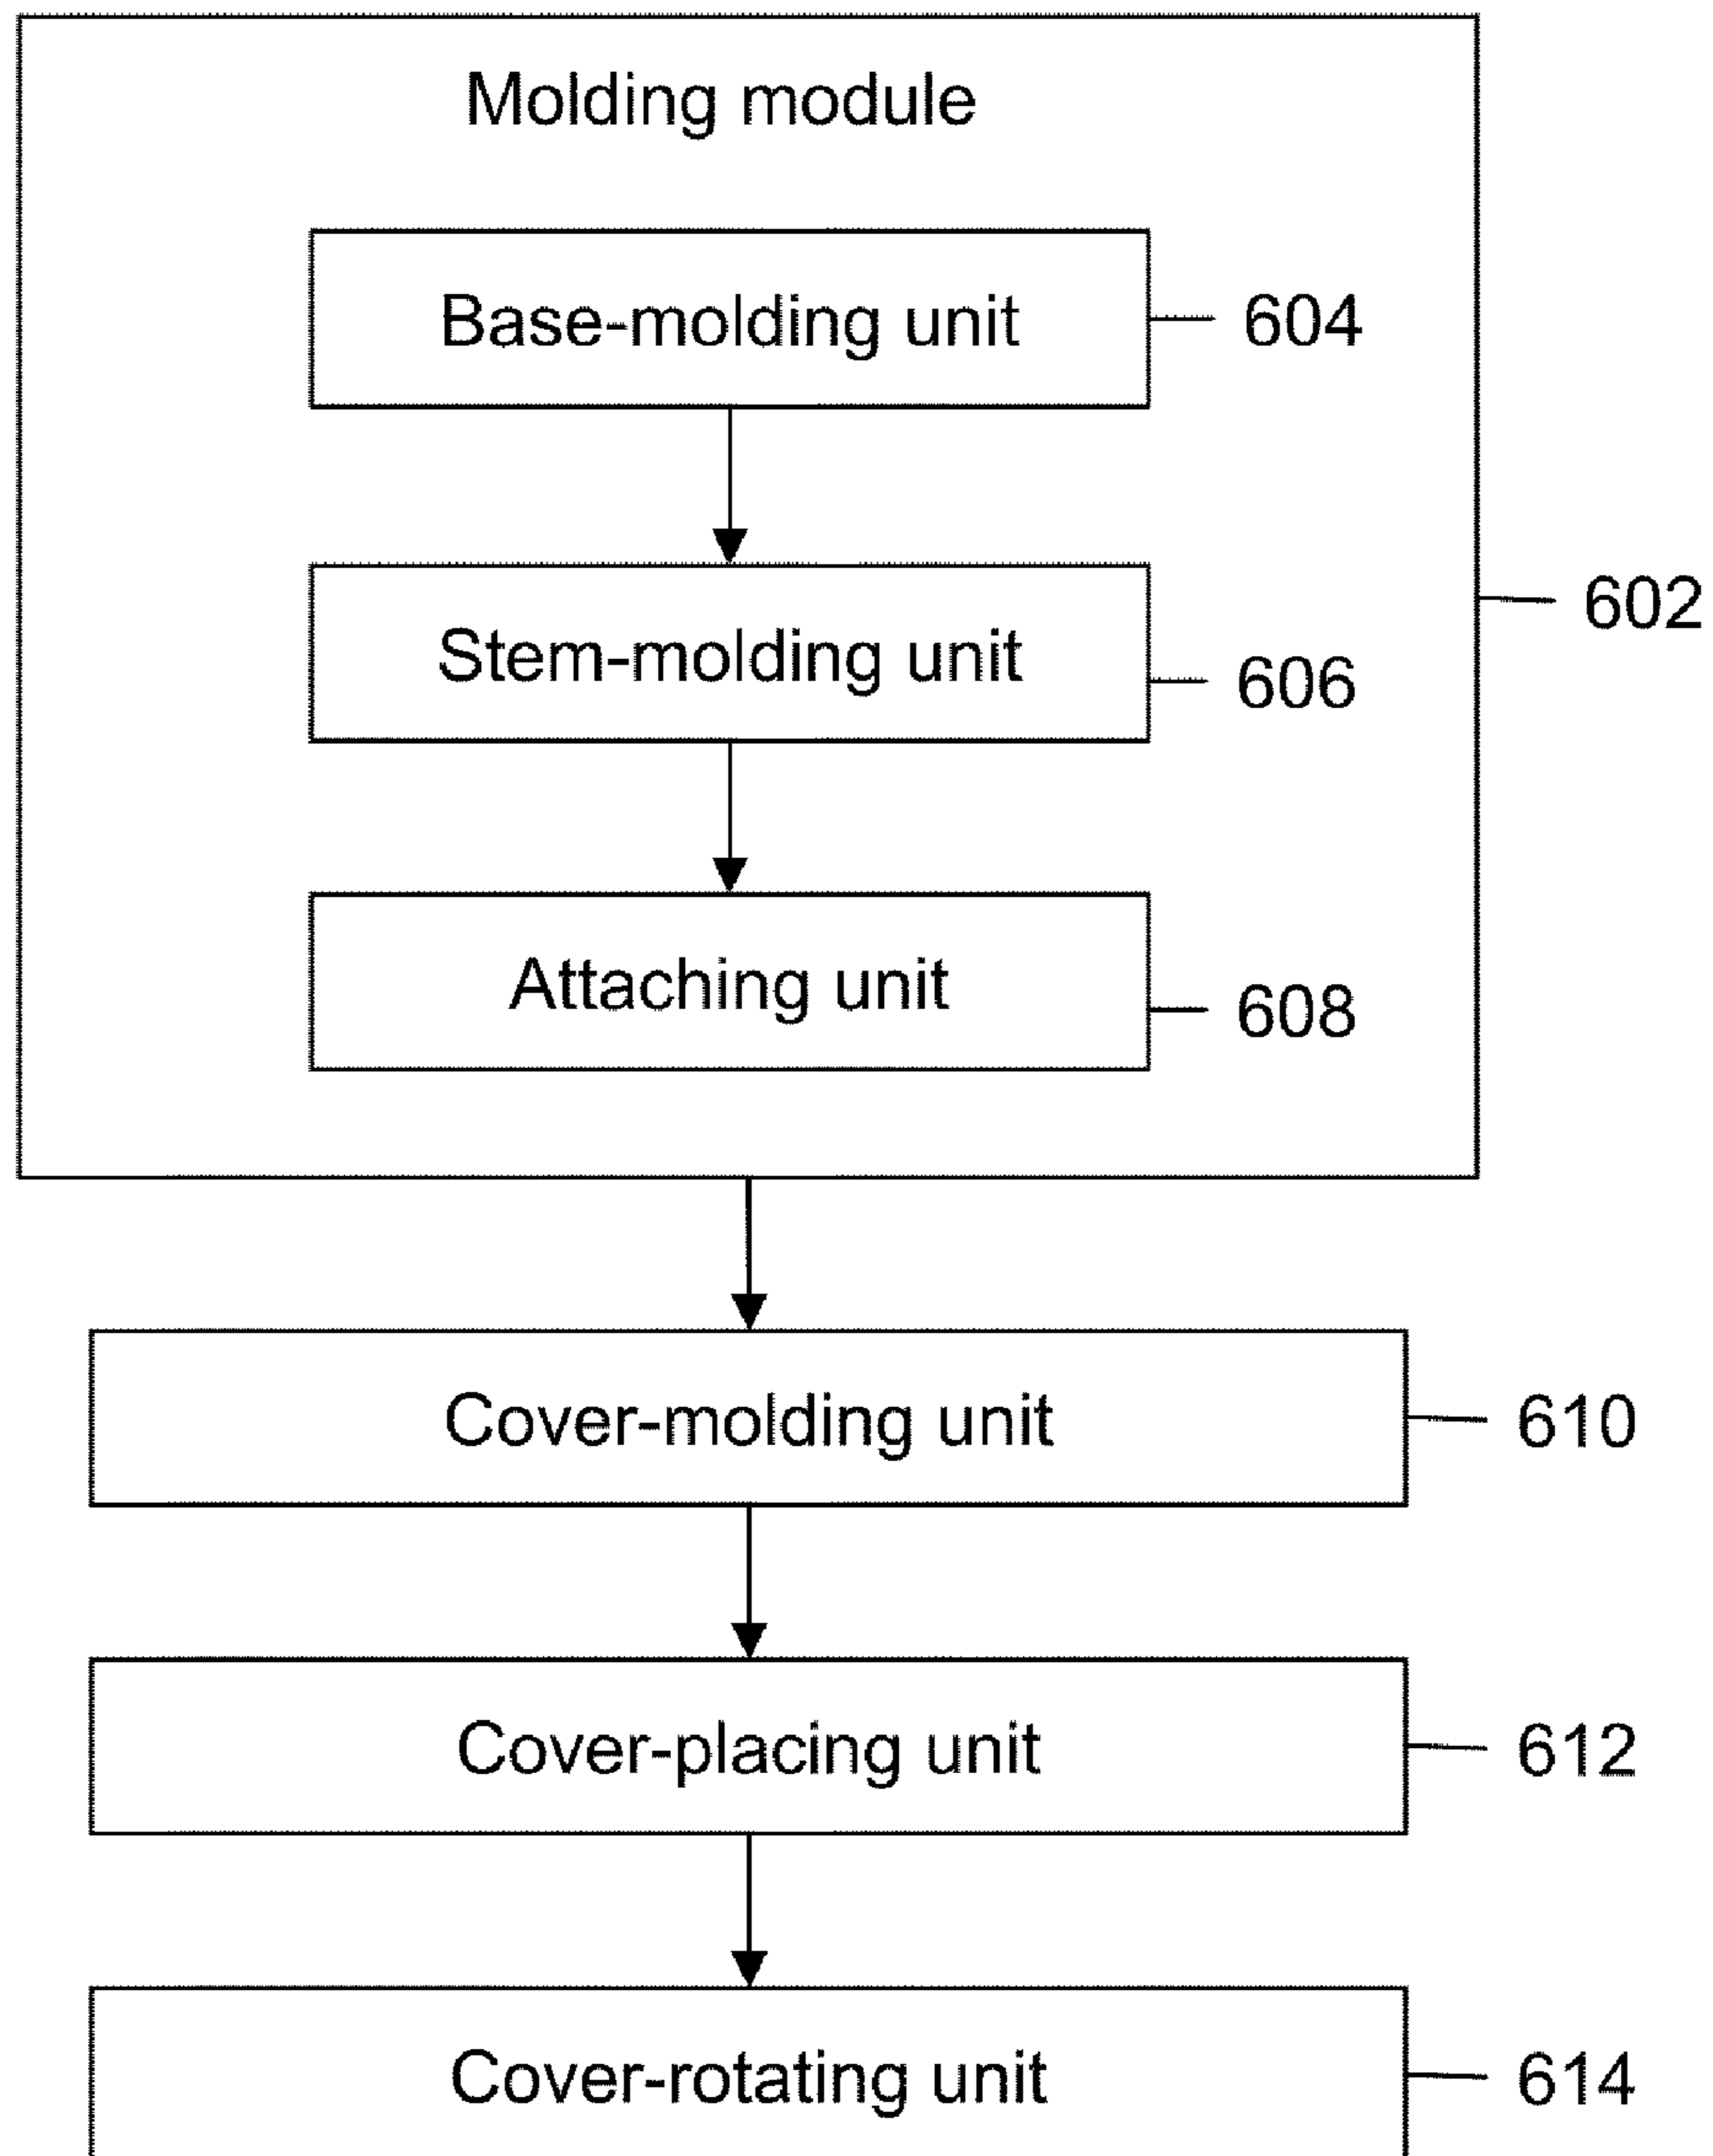 Molding module
Base-molding unit
604
Stem-molding unit
602
606
Attaching unit
608
Cover-molding unit
610
Cover-placing unit
612
Cover-rotating unit
614